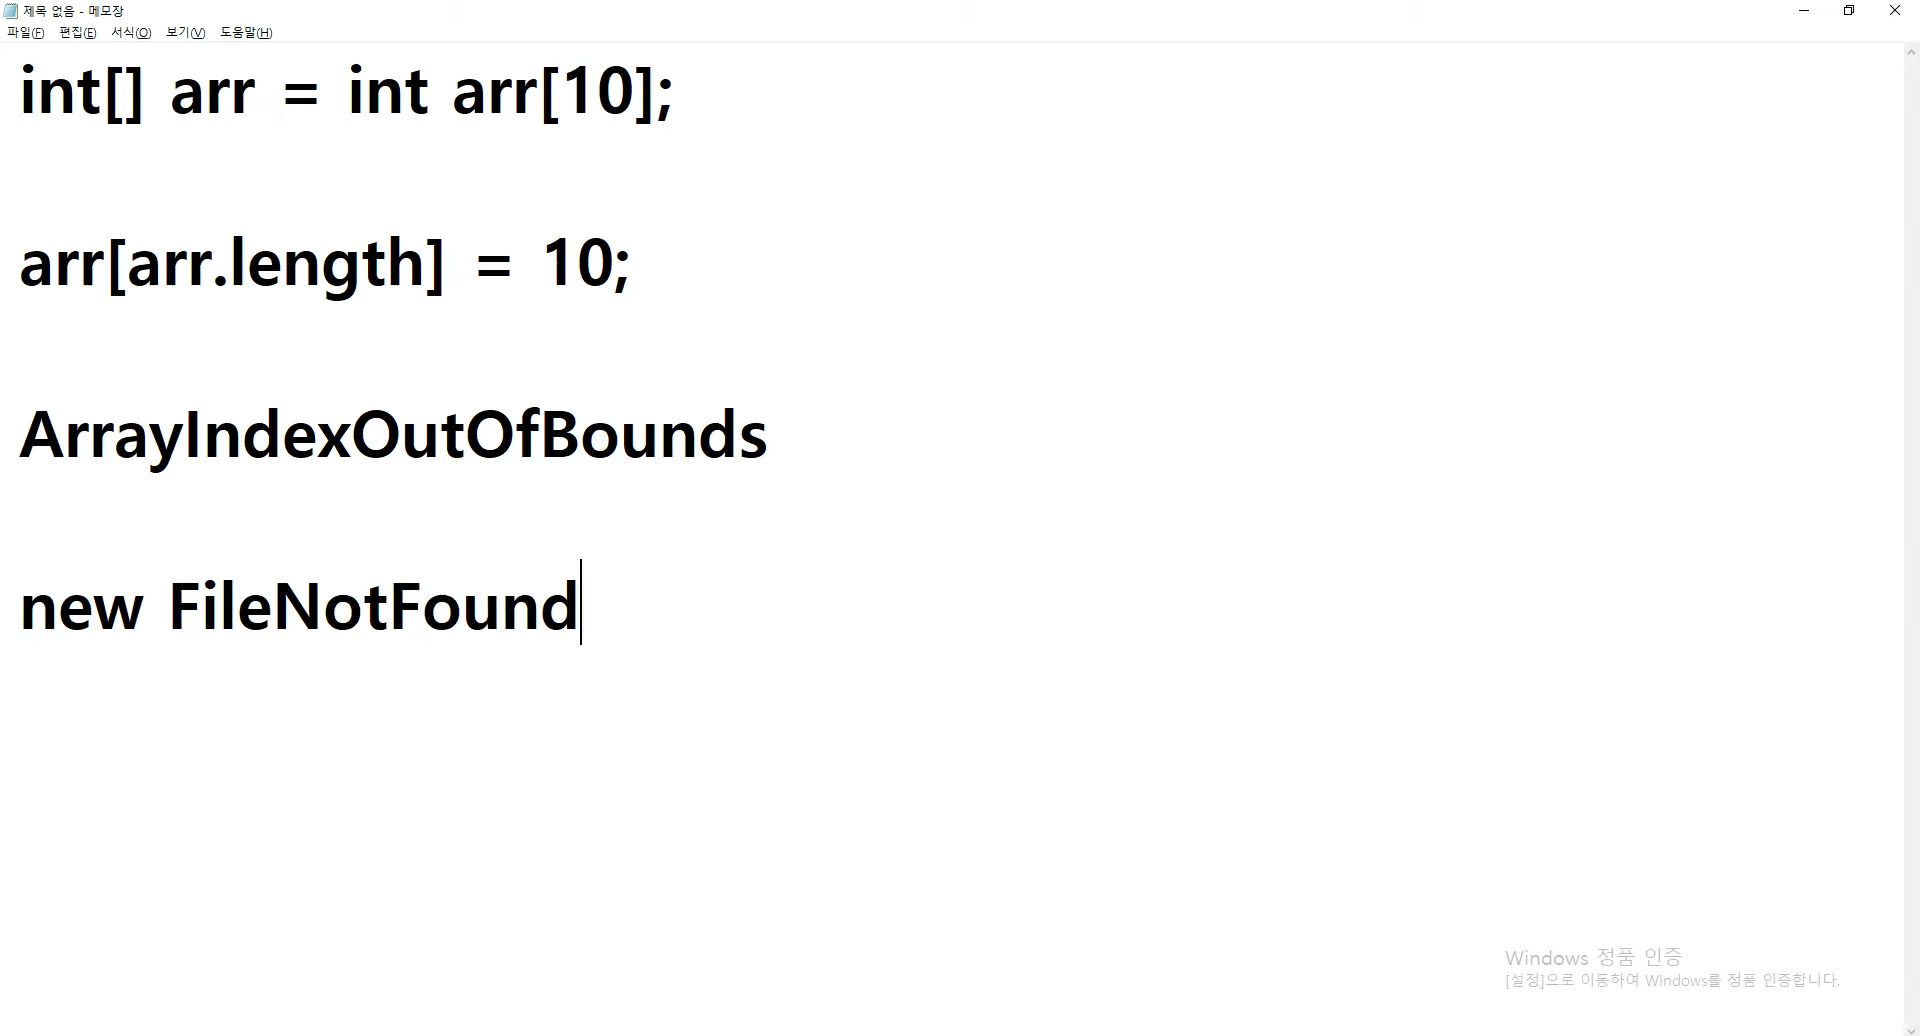 제목 없음 - 메모장
파일(F) 편집(E) 서식(O) 보기(V) 도움말(H)
int[] arr = int arr[10];
arr[arr.length] = 10;
ArrayIndexOutOfBounds
new FileNotFound
Windows 정품 인증
[설정]으로 이동하여 Windows를 정품 인증합니다.